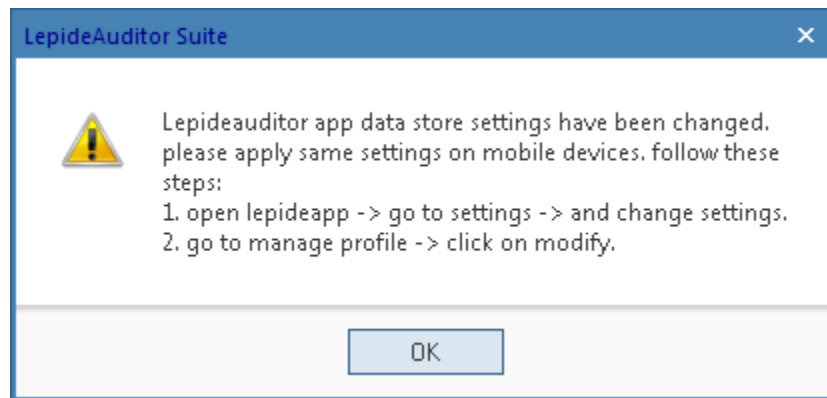 LepideAuditor Suite
Lepideauditor app data store settings have been changed.
please apply same settings on mobile devices. follow these
steps:
1. open lepideapp -> go to settings -> and change settings.
2. go to manage profile -> click on modify.
OK